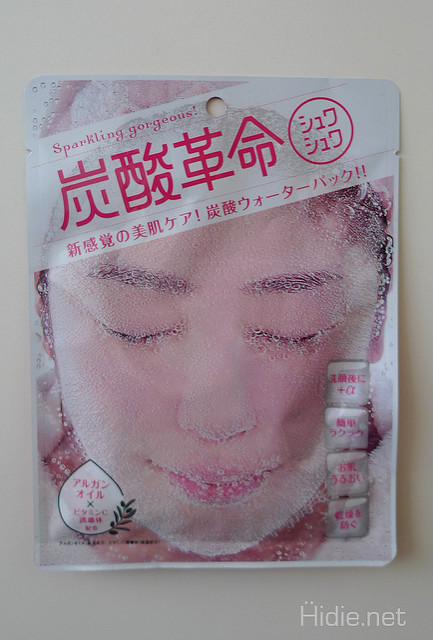 Sparkling gorgeous!
炭酸革命
シュワ
シュワ
新感覚の美肌ケア!炭酸ウォーターパック!!
洗顔後に
+α
簡単
ラクラク
お肌
うるおい
乾燥を
防ぐ
アルガン
オイル
×
ビタミンC
誘導体
配合
Hidie.net